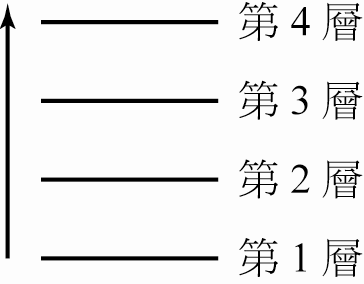 第 4 層
第 3 層
第 2 層
第 1 層